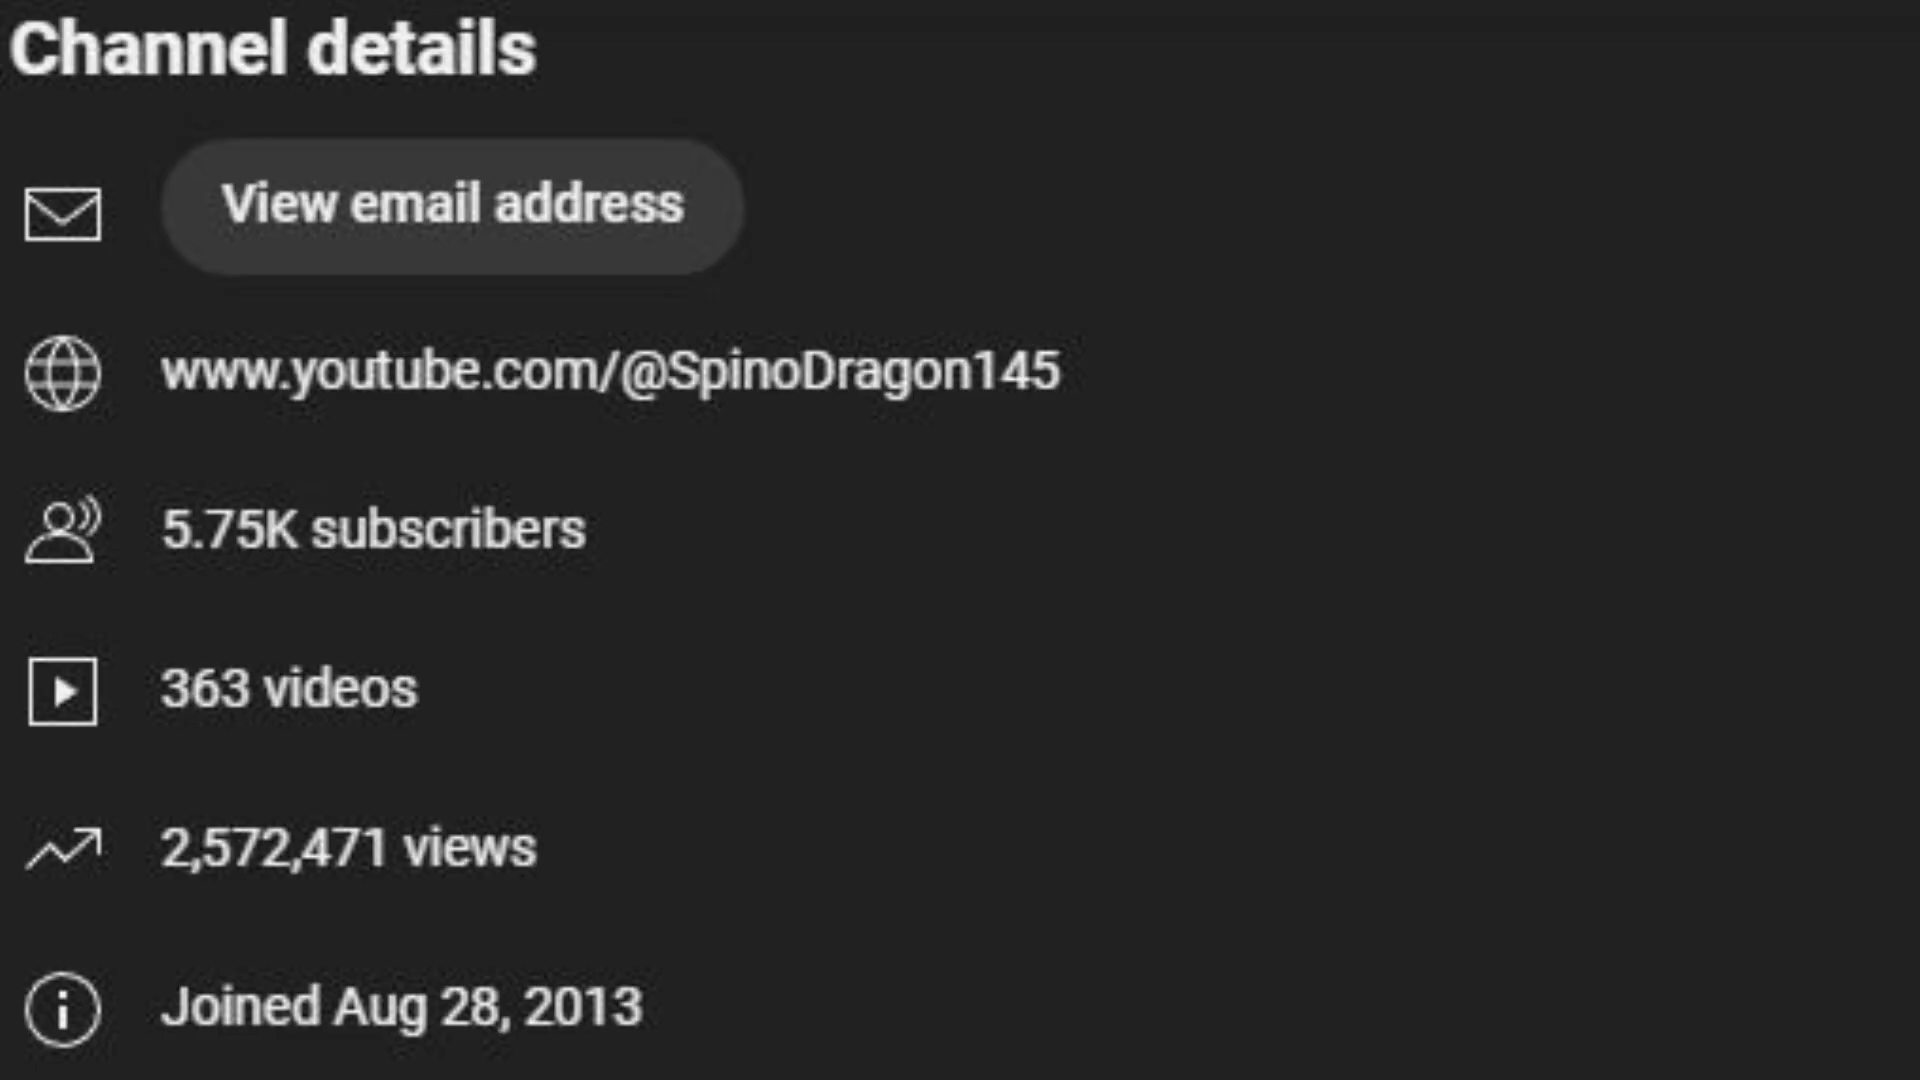 Channel details
View email address
www.youtube.com/@SpinoDragon145
5.75K subscribers
363 videos
2,572,471 views
Joined Aug 28, 2013